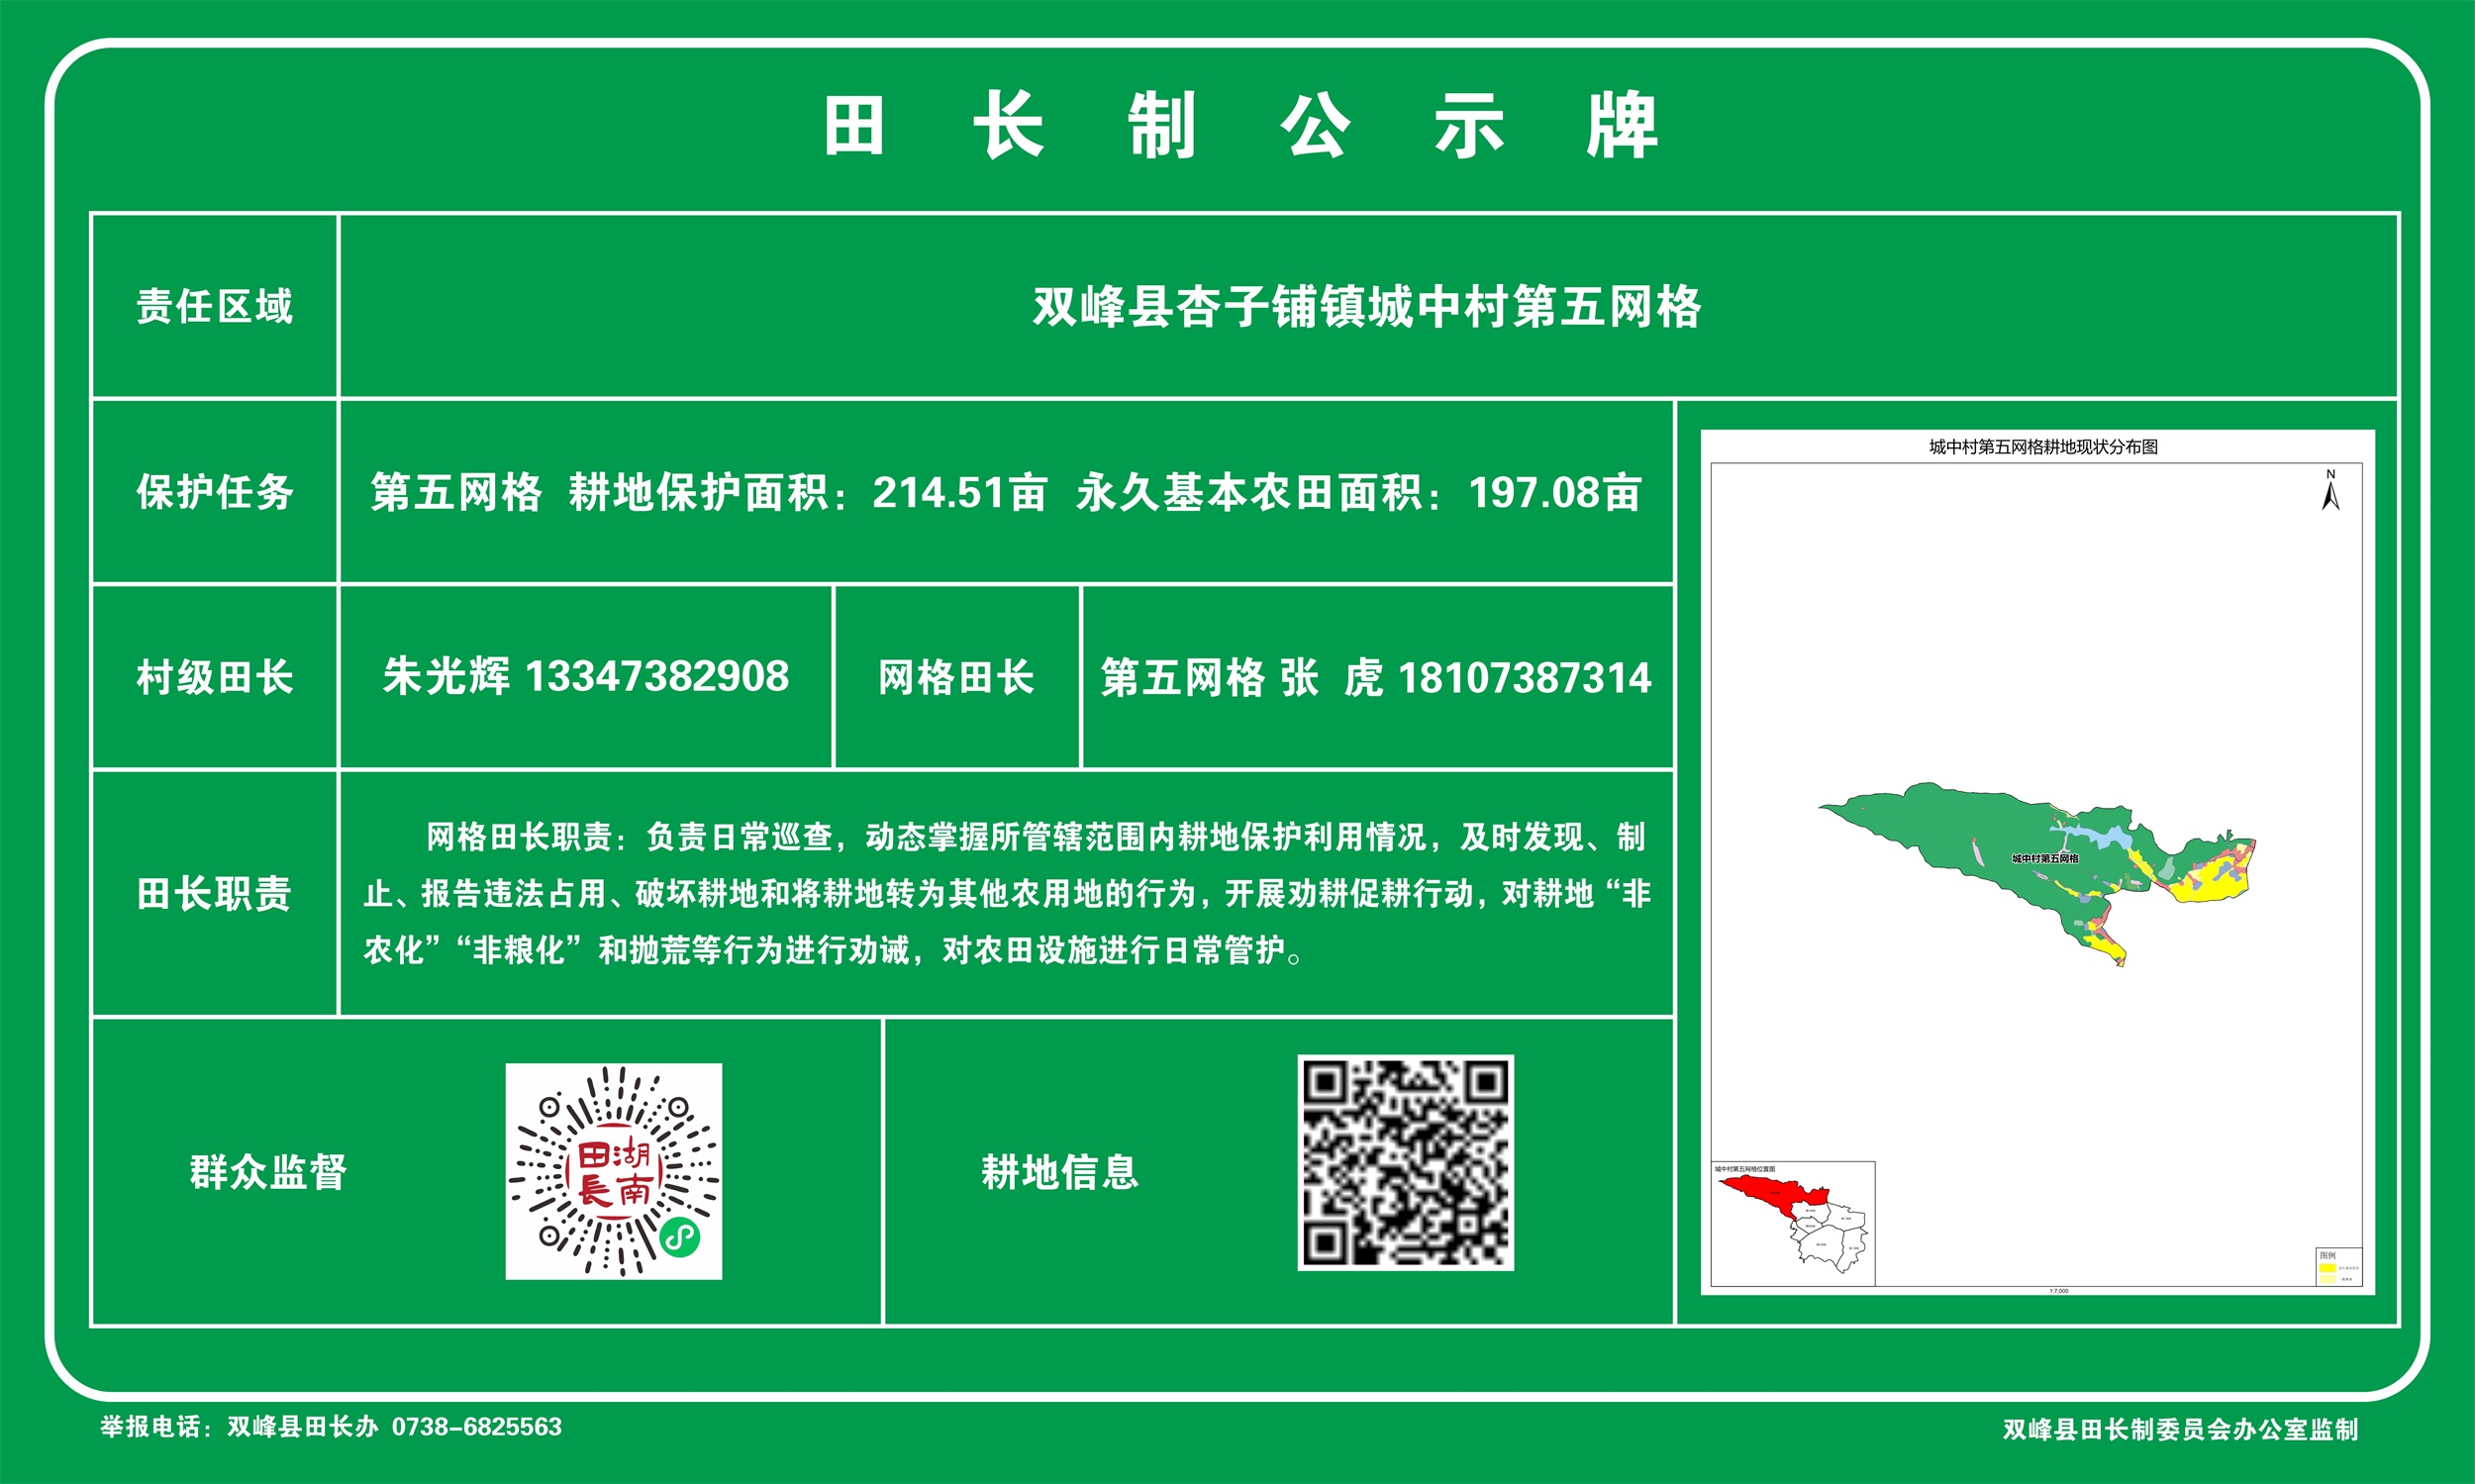 田长制公示牌
责任区域
双峰县杏子铺镇城中村第五网格
保护任务
第五网格 耕地保护面积：214.51亩 永久基本农田面积：197.08亩
村级田长
朱光辉 13347382908
网格田长
第五网格 张 虎 18107387314
田长职责
网格田长职责：负责日常巡查，动态掌握所管辖范围内耕地保护利用情况，及时发现、制
止、报告违法占用、破坏耕地和将耕地转为其他农用地的行为，开展劝耕促耕行动，对耕地“非
农化”“非粮化”和抛荒等行为进行劝诫，对农田设施进行日常管护。
群众监督
湖南
田長
耕地信息
城中村第五网格耕地现状分布图
N
城中村第五网格
城中村第五网格位置图
图例
1:7,000
举报电话：双峰县田长办 0738-6825563
双峰县田长制委员会办公室监制